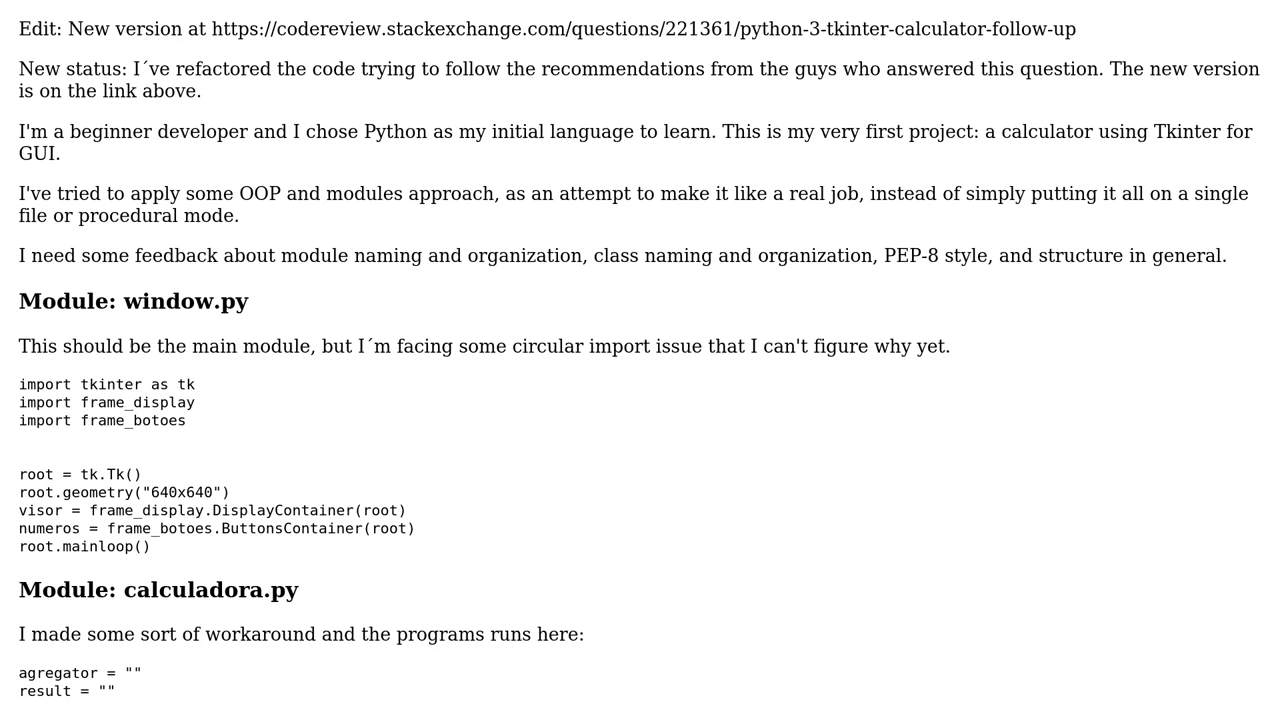 Edit: New version at https://codereview.stackexchange.com/questions/221361/python-3-tkinter-calculator-follow-up
New status: I´ve refactored the code trying to follow the recommendations from the guys who answered this question. The new version
is on the link above.
I'm a beginner developer and I chose Python as my initial language to learn. This is my very first project: a calculator using Tkinter for
GUI.
I've tried to apply some OOP and modules approach, as an attempt to make it like a real job, instead of simply putting it all on a single
file or procedural mode.
I need some feedback about module naming and organization, class naming and organization, PEP-8 style, and structure in general.
Module: window.py
This should be the main module, but I´m facing some circular import issue that I can't figure why yet.
import tkinter as tk
import frame_display
import frame_botoes
root = tk.Tk()
root.geometry("640x640")
visor = frame_display.DisplayContainer(root)
numeros = frame_botoes.ButtonsContainer(root)
root.mainloop()
Module: calculadora.py
I made some sort of workaround and the programs runs here:
agregator = ""
result = ""